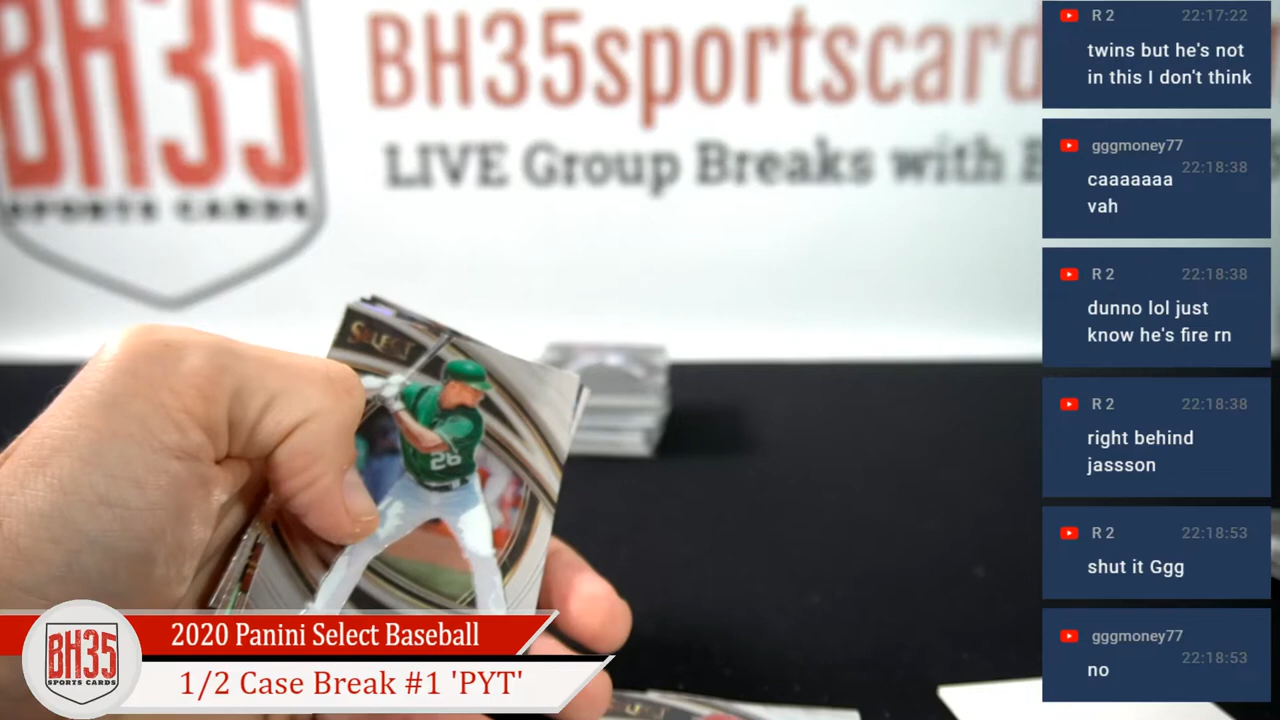 BH35
SPORTS CARDS
BH35sportscard
LIVE Group Breaks with
SELECT
26
2020 Panini Select Baseball
1/2 Case Break #1 'PYT'
BH35
SPORTS CARDS
R 2 22:17:22
twins but he's not
in this I don't think
gggmoney77
22:18:38
caaaaaaa
vah
R 2 22:18:38
dunno lol just
know he's fire rn
R 2 22:18:38
right behind
jassson
R 2 22:18:53
shut it Ggg
gggmoney77
22:18:53
no